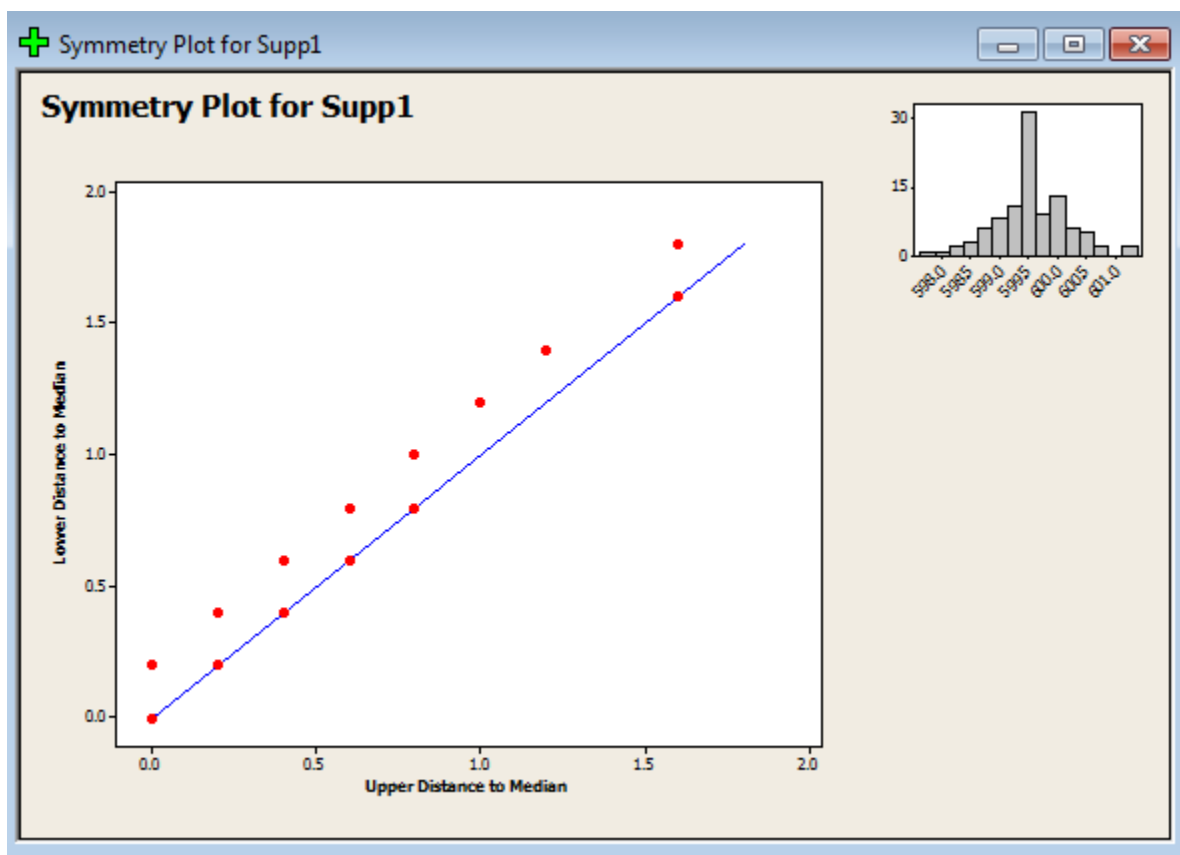 Symmetry Plot for Supp1
Symmetry Plot for Supp1
30
15
0
598.0 598.5 599.0 599.5 600.0 600.5 601.0
2.0
1.5
1.0
0.5
0.0
Lower Distance to Median
0.0 0.5 1.0 1.5 2.0
Upper Distance to Median